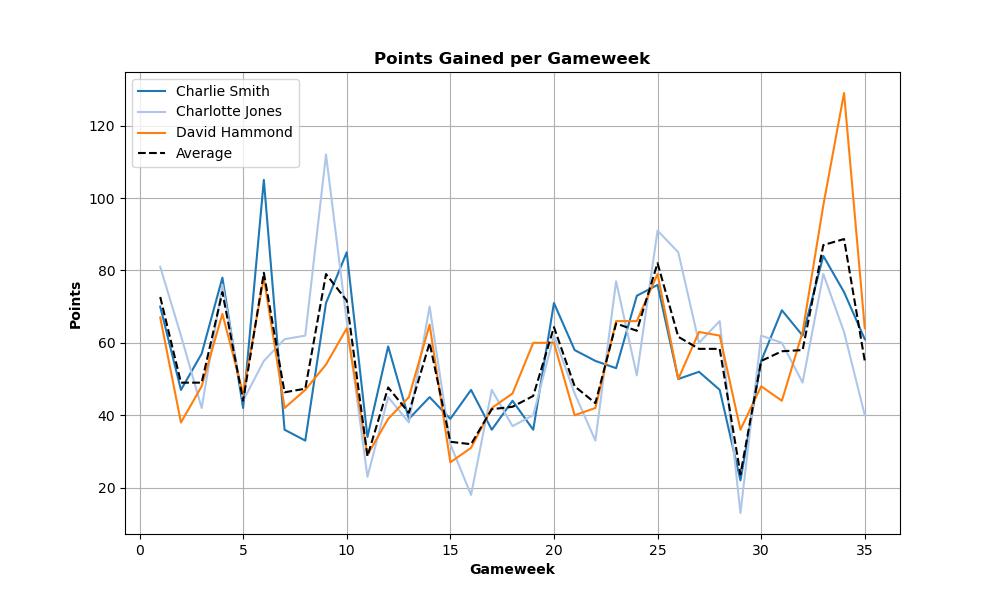 Points Gained per Gameweek
Charlie Smith
Charlotte Jones
David Hammond
Average
120
100
80
60
40
20
Points
0 5 10 15 20 25 30 35
Gameweek